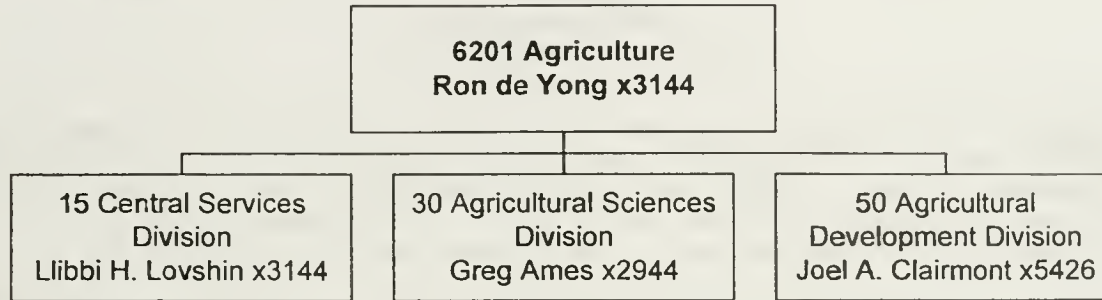 6201 Agriculture
Ron de Yong x3144
15 Central Services
Division
Llibbi H. Lovshin x3144
30 Agricultural Sciences
Division
Greg Ames x2944
50 Agricultural
Development Division
Joel A. Clairmont x5426